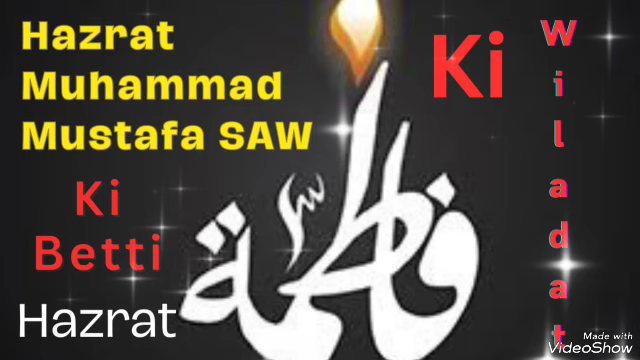 Hazrat
Muhammad
Mustafa SAW
Ki
Betti
Hazrat
فاطمة
Ki
Wiladat
Made with
VideoShow